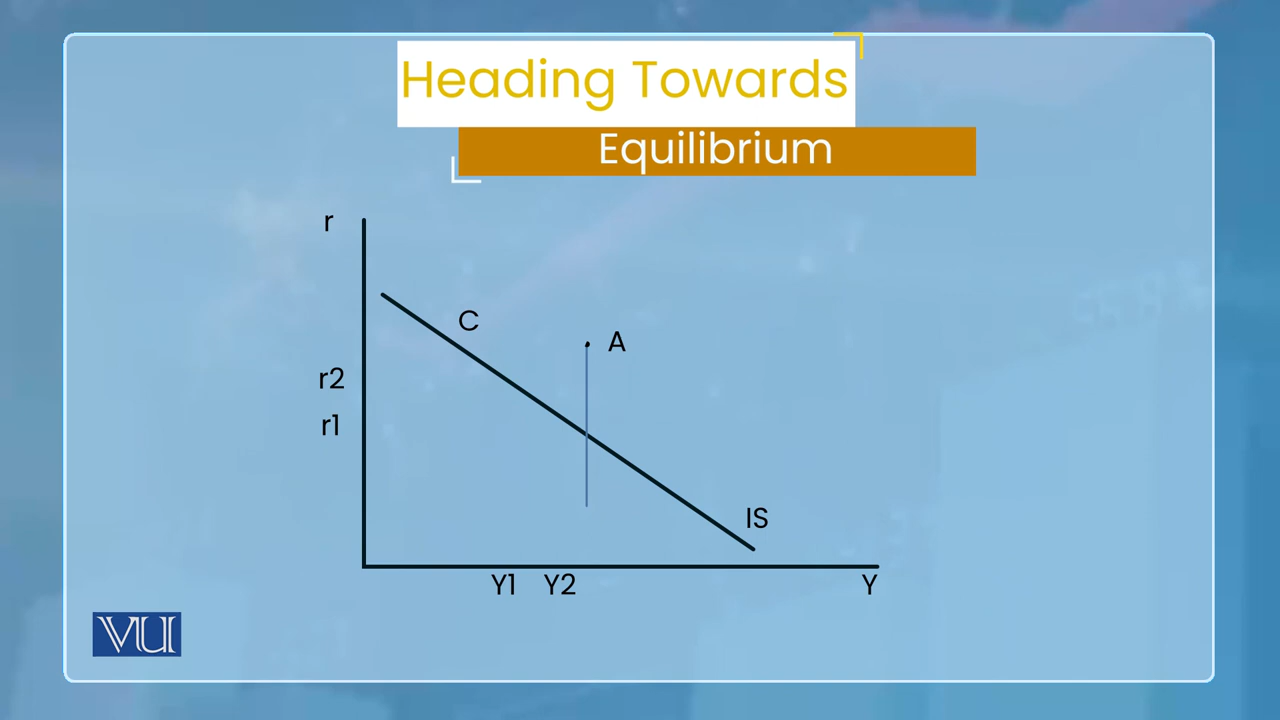 Heading Towards
Equilibrium
r
C
A
r2
r1
IS
Y1 Y2 Y
VU